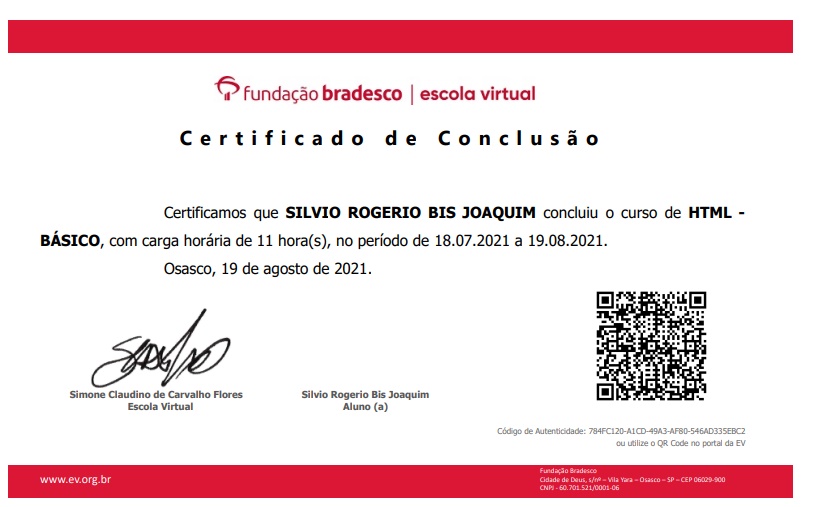 fundação bradesco | escola virtual
Certificado de Conclusão
Certificamos que SILVIO ROGERIO BIS JOAQUIM concluiu o curso de HTML -
BÁSICO, com carga horária de 11 hora(s), no período de 18.07.2021 a 19.08.2021.
Osasco, 19 de agosto de 2021.
Simone Claudino de Carvalho Flores
Escola Virtual
Silvio Rogerio Bis Joaquim
Aluno (a)
Código de Autenticidade: 784FC120-A1CD-49A3-AF80-546AD335EBC2
ou utilize o QR Code no portal da EV
www.ev.org.br
Fundação Bradesco
Cidade de Deus, s/nº – Vila Yara – Osasco – SP – CEP 06029-900
CNPJ - 60.701.521/0001-06